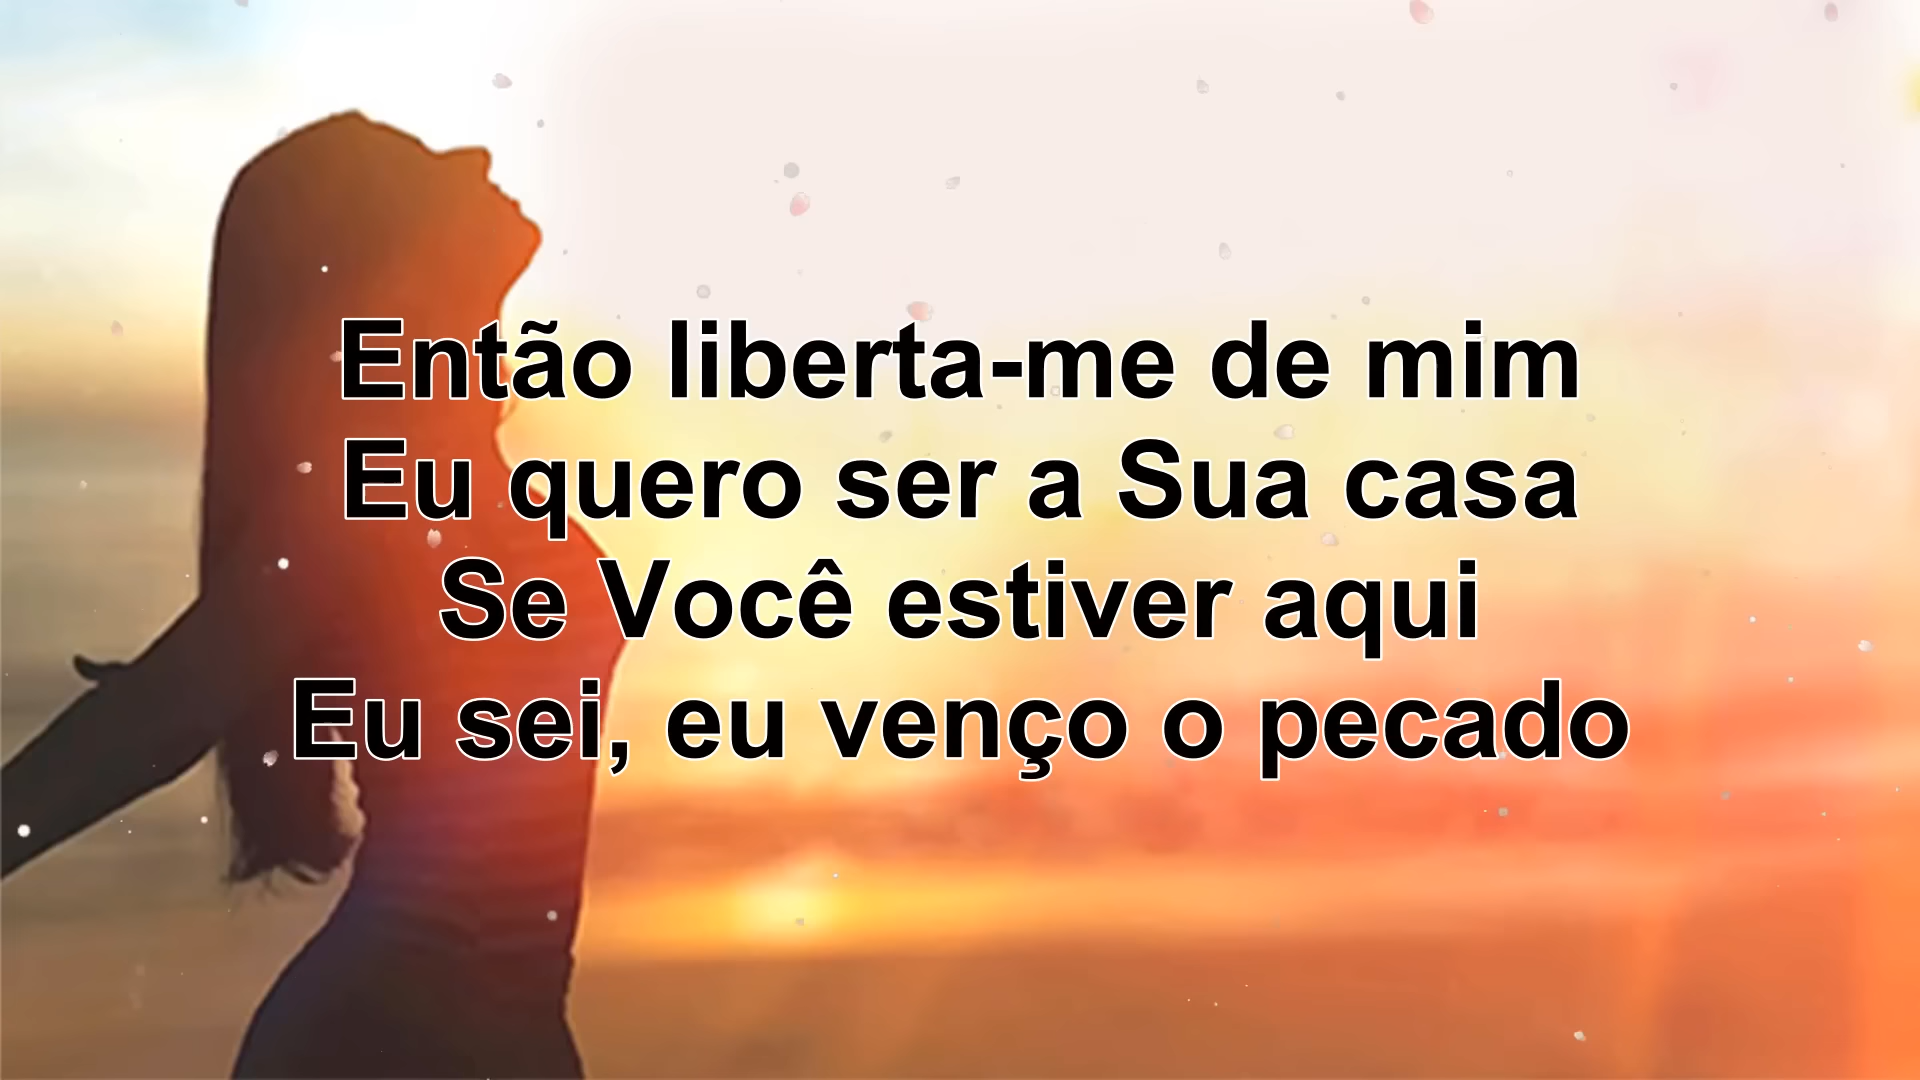 Então liberta-me de mim
Eu quero ser a Sua casa
Se Você estiver aqui
Eu sei, eu venço o pecado